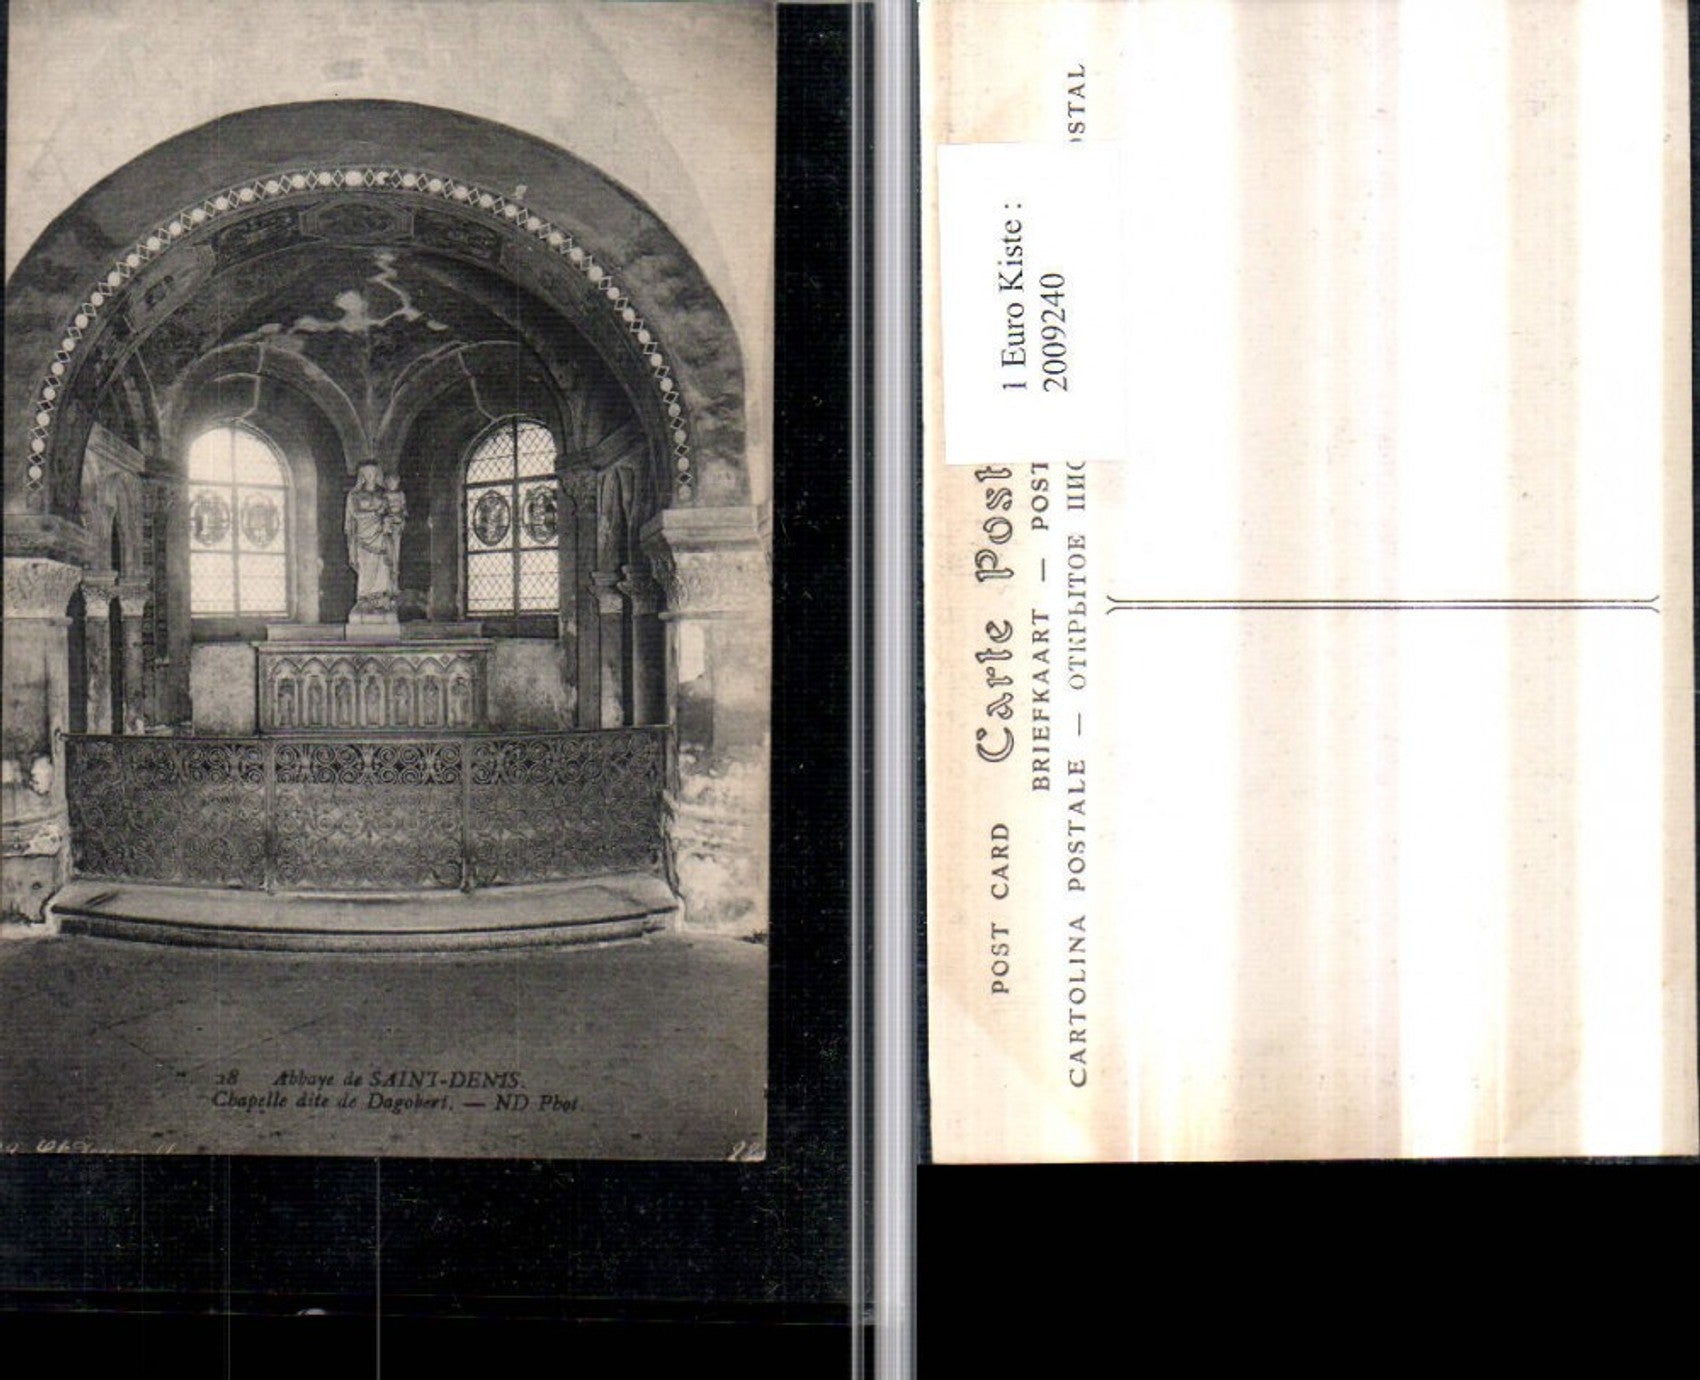 28 Abbaye de SAINT-DENIS.
Chapelle dite de Dagobert. — ND Phot.
1 Euro Kiste :
2009240
POST CARD Carte Post
BRIEFKAART — POST
CARTOLINA POSTALE — ОТКРЫТОЕ ПИС OSTAL